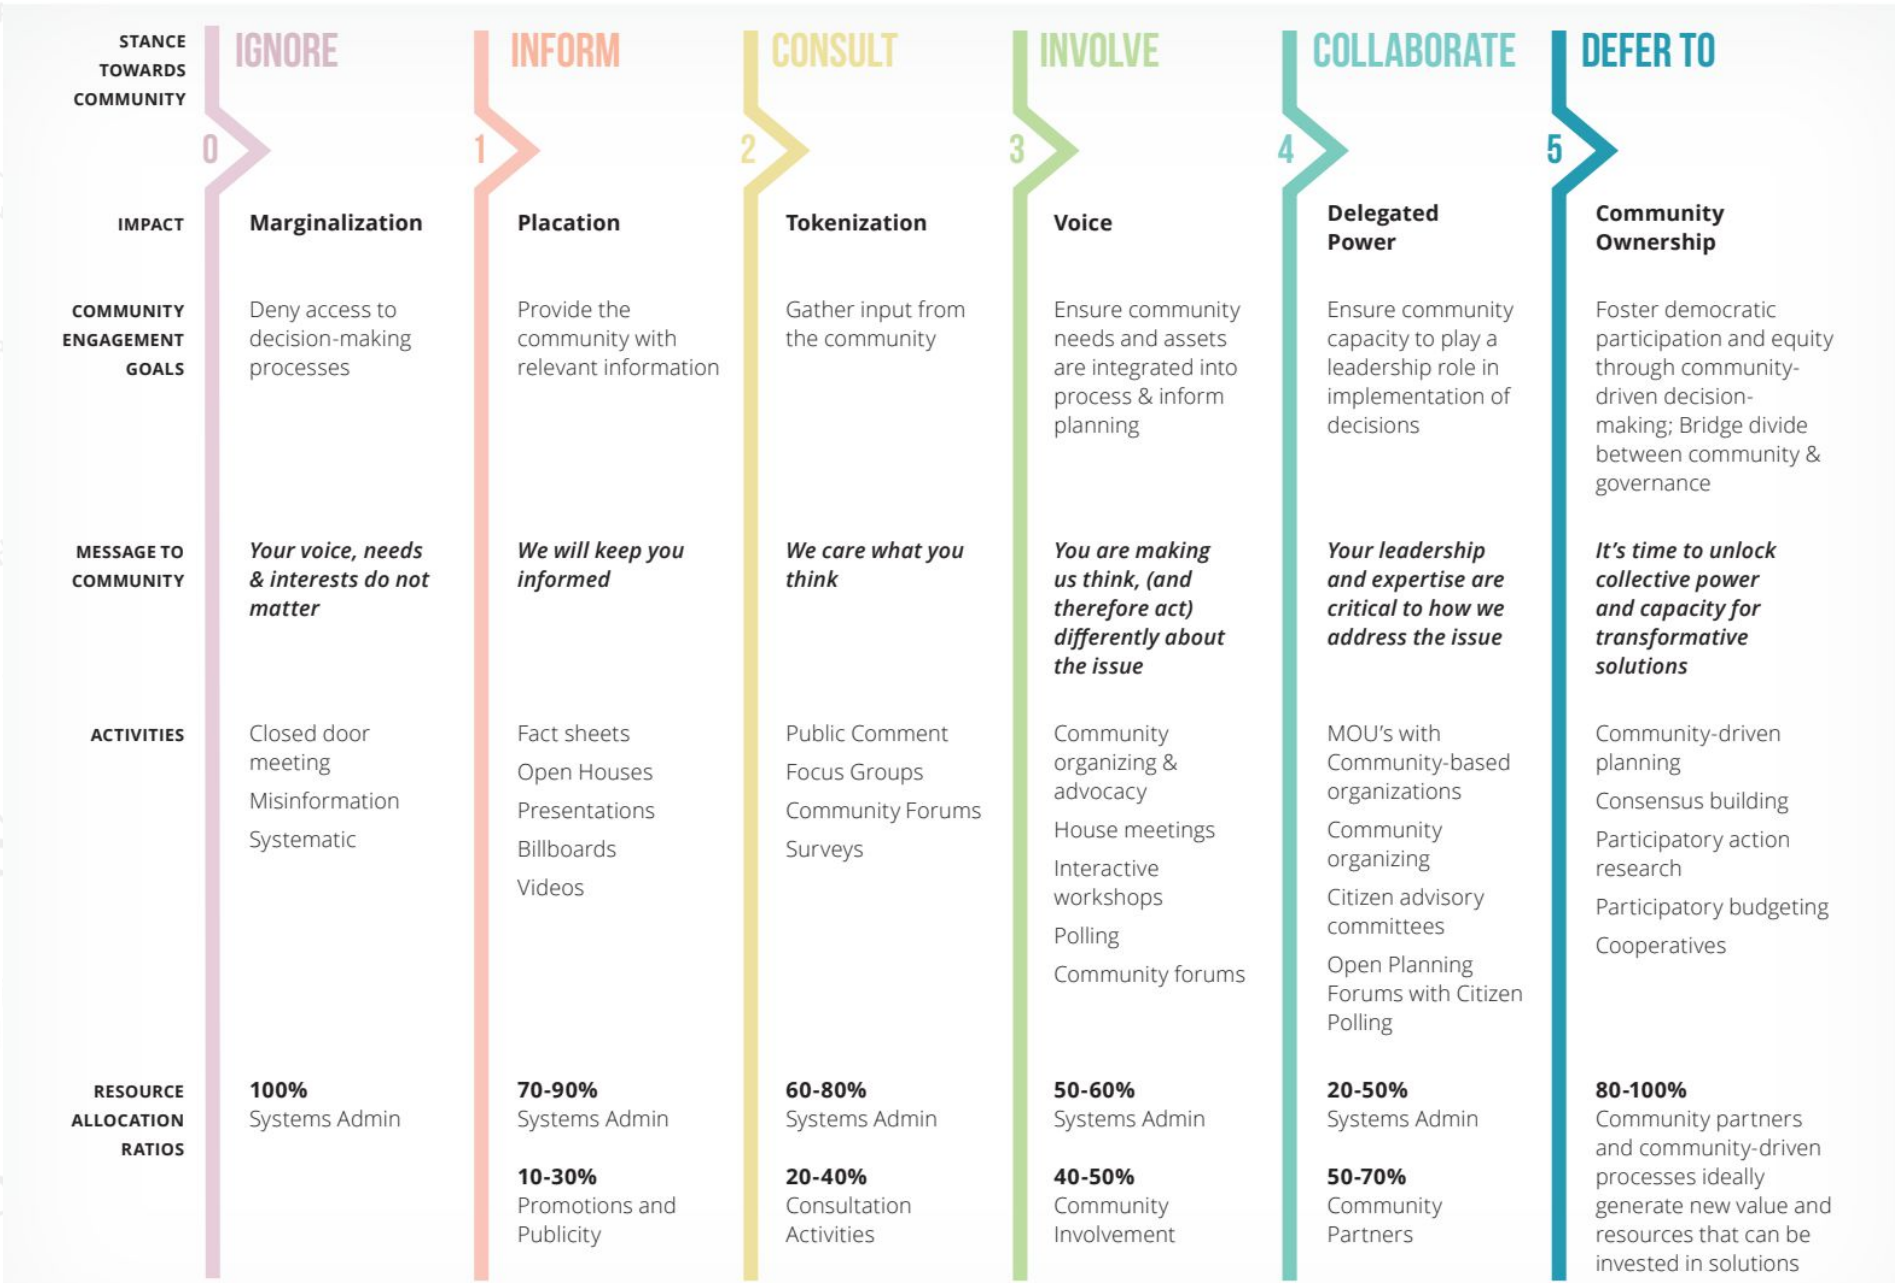 STANCE
TOWARDS
COMMUNITY
IGNORE
INFORM
CONSULT
INVOLVE
COLLABORATE
DEFER TO
0
1
2
3
4
5
IMPACT
Marginalization
Placation
Tokenization
Voice
Delegated
Power
Community
Ownership
COMMUNITY
ENGAGEMENT
GOALS
Deny access to
decision-making
processes
Provide the
community with
relevant information
Gather input from
the community
Ensure community
needs and assets
are integrated into
process & inform
planning
Ensure community
capacity to play a
leadership role in
implementation of
decisions
Foster democratic
participation and equity
through community-
driven decision-
making; Bridge divide
between community &
governance
MESSAGE TO
COMMUNITY
Your voice, needs
& interests do not
matter
We will keep you
informed
We care what you
think
You are making
us think, (and
therefore act)
differently about
the issue
Your leadership
and expertise are
critical to how we
address the issue
It's time to unlock
collective power
and capacity for
transformative
solutions
ACTIVITIES
Closed door
meeting
Misinformation
Systematic
Fact sheets
Open Houses
Presentations
Billboards
Videos
Public Comment
Focus Groups
Community Forums
Surveys
Community
organizing &
advocacy
House meetings
Interactive
workshops
Polling
Community forums
MOU's with
Community-based
organizations
Community
organizing
Citizen advisory
committees
Open Planning
Forums with Citizen
Polling
Community-driven
planning
Consensus building
Participatory action
research
Participatory budgeting
Cooperatives
RESOURCE
ALLOCATION
RATIOS
100%
Systems Admin
70-90%
Systems Admin
10-30%
Promotions and
Publicity
60-80%
Systems Admin
20-40%
Consultation
Activities
50-60%
Systems Admin
40-50%
Community
Involvement
20-50%
Systems Admin
50-70%
Community
Partners
80-100%
Community partners
and community-driven
processes ideally
generate new value and
resources that can be
invested in solutions